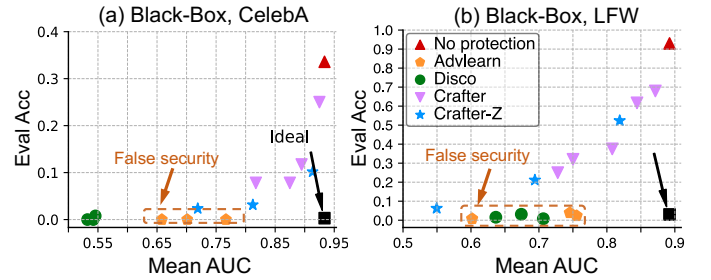 (a) Black-Box, CelebA
Eval Acc
0.4
0.3
0.2
0.1
0.0
Ideal
False security
0.55
0.65
0.75
0.85
0.95
Mean AUC
(b) Black-Box, LFW
Eval Acc
1.0
0.9
0.8
0.7
0.6
0.5
0.4
0.3
0.2
0.1
0.0
No protection
Advlearn
Disco
Crafter
Crafter-Z
False security
0.5
0.6
0.7
0.8
0.9
Mean AUC